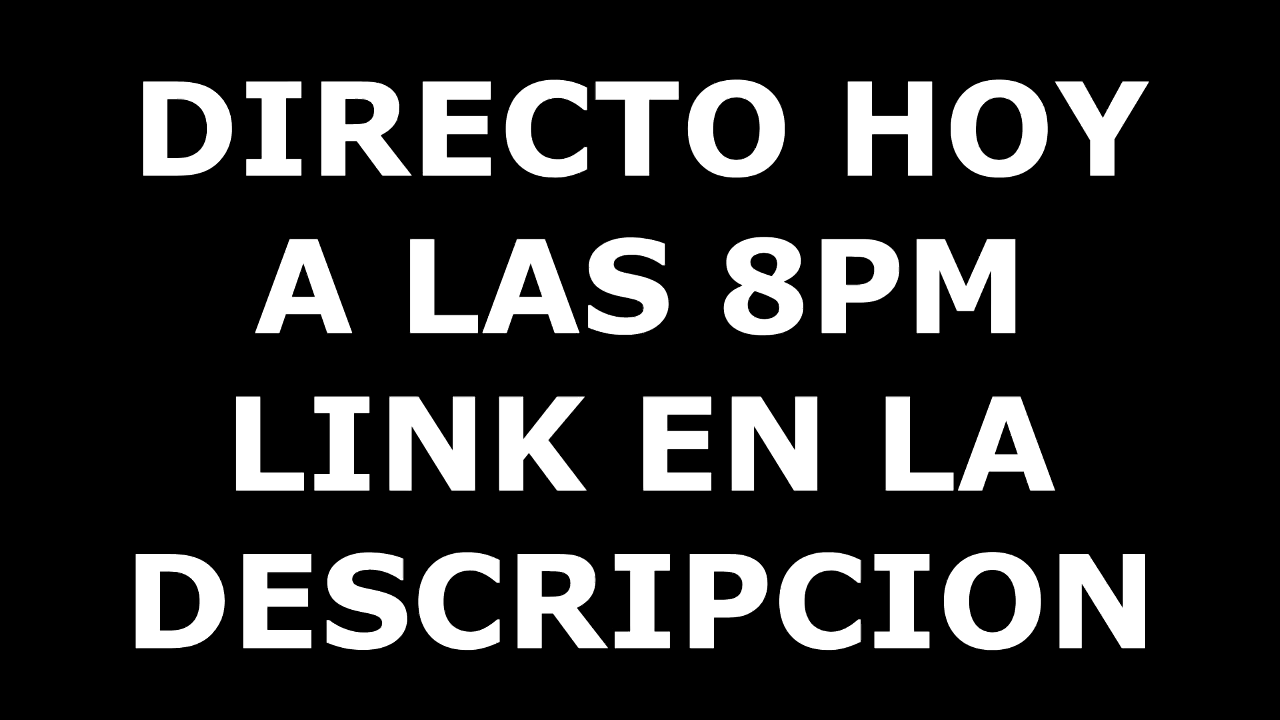 DIRECTO HOY
A LAS 8PM
LINK EN LA
DESCRIPCION